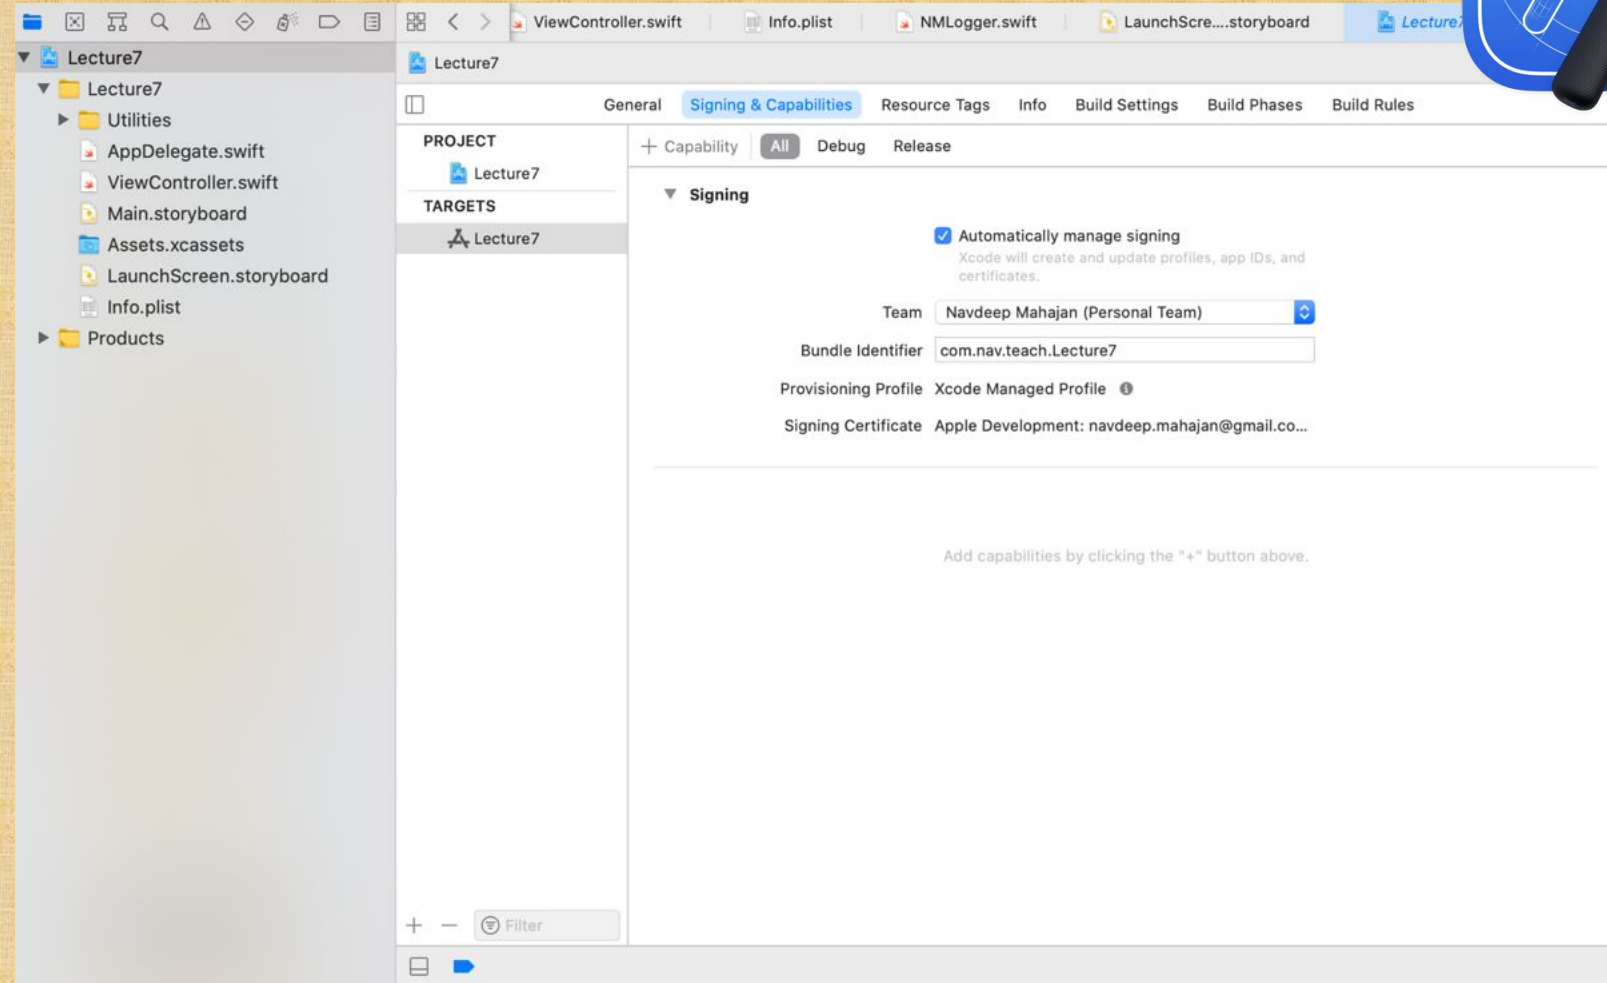 ViewController.swift Info.plist NMLogger.swift LaunchScre....storyboard Lecture7
Lecture7
Lecture7
Utilities
AppDelegate.swift
ViewController.swift
Main.storyboard
Assets.xcassets
LaunchScreen.storyboard
Info.plist
Products
Lecture7
General Signing & Capabilities Resource Tags Info Build Settings Build Phases Build Rules
PROJECT
Lecture7
TARGETS
Lecture7
+ Capability All Debug Release
Signing
Automatically manage signing
Xcode will create and update profiles, app IDs, and
certificates.
Team Navdeep Mahajan (Personal Team)
Bundle Identifier com.nav.teach.Lecture7
Provisioning Profile Xcode Managed Profile
Signing Certificate Apple Development: navdeep.mahajan@gmail.co...
Add capabilities by clicking the "+" button above.
Filter